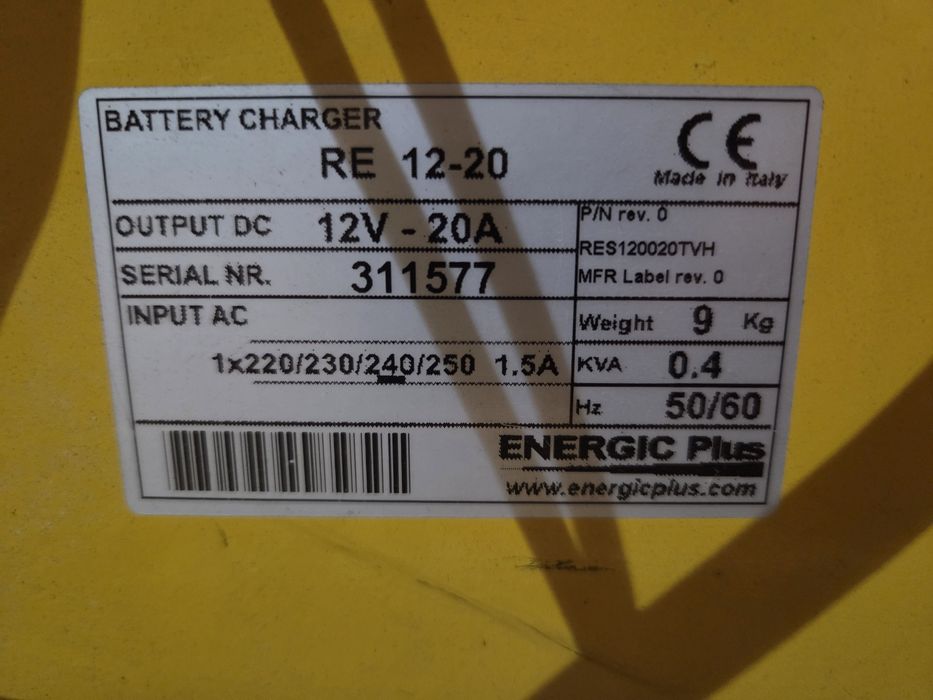 BATTERY CHARGER
RE 12-20
CE
Made in Italy
OUTPUT DC 12V - 20A
P/N rev. 0
RES120020TVH
SERIAL NR. 311577
MFR Label rev. 0
INPUT AC
1x220/230/240/250 1.5A
Weight 9 Kg
KVA 0.4
Hz 50/60
ENERGIC Plus
www.energicplus.com